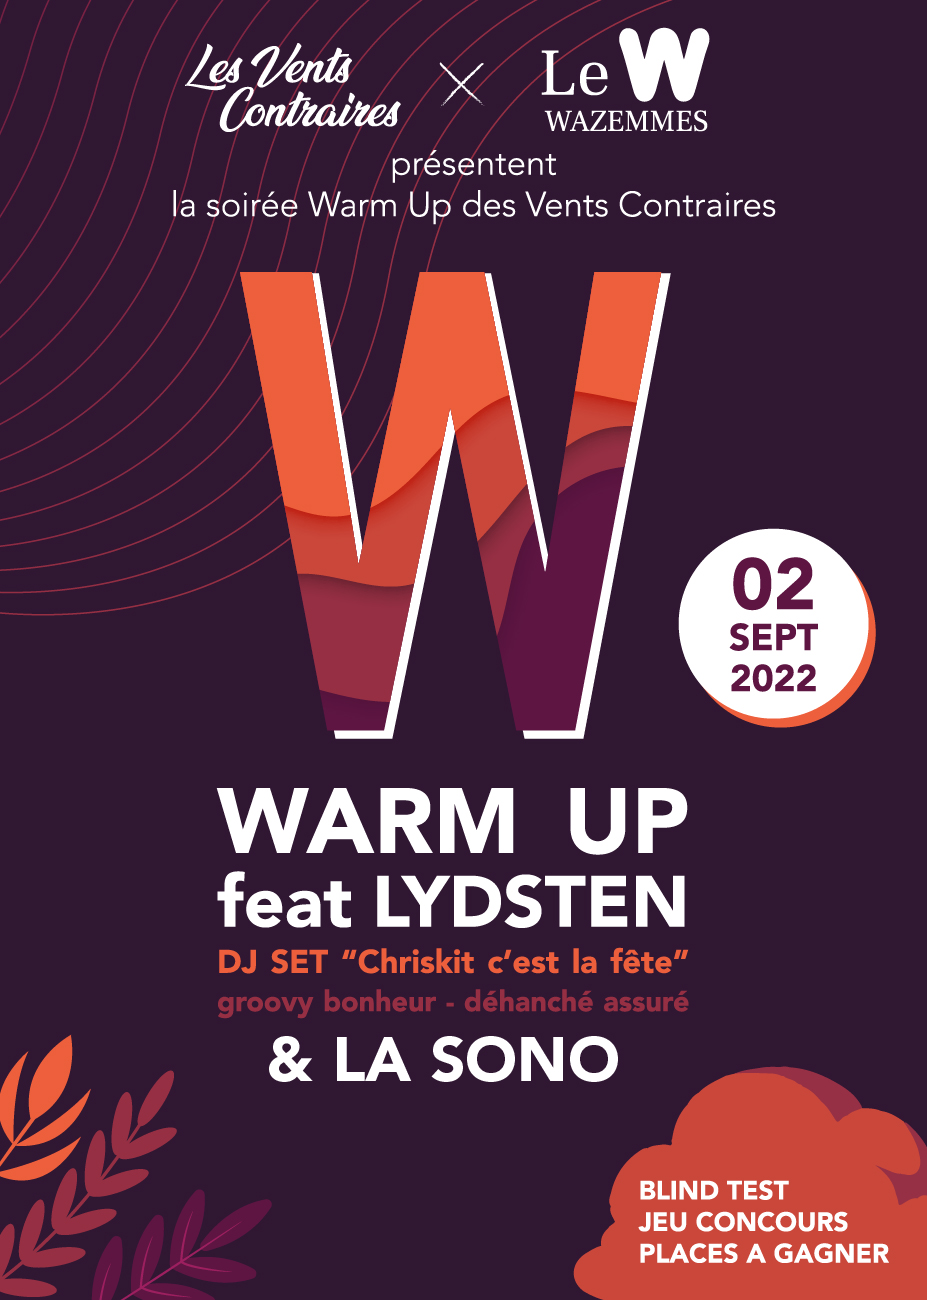 Les Vents
Contraires
Le W
WAZEMMES
présentent
la soirée Warm Up des Vents Contraires
W
02
SEPT
2022
WARM UP
feat LYDSTEN
DJ SET “Chriskit c’est la fête”
groovy bonheur - déhanché assuré
& LA SONO
BLIND TEST
JEU CONCOURS
PLACES A GAGNER